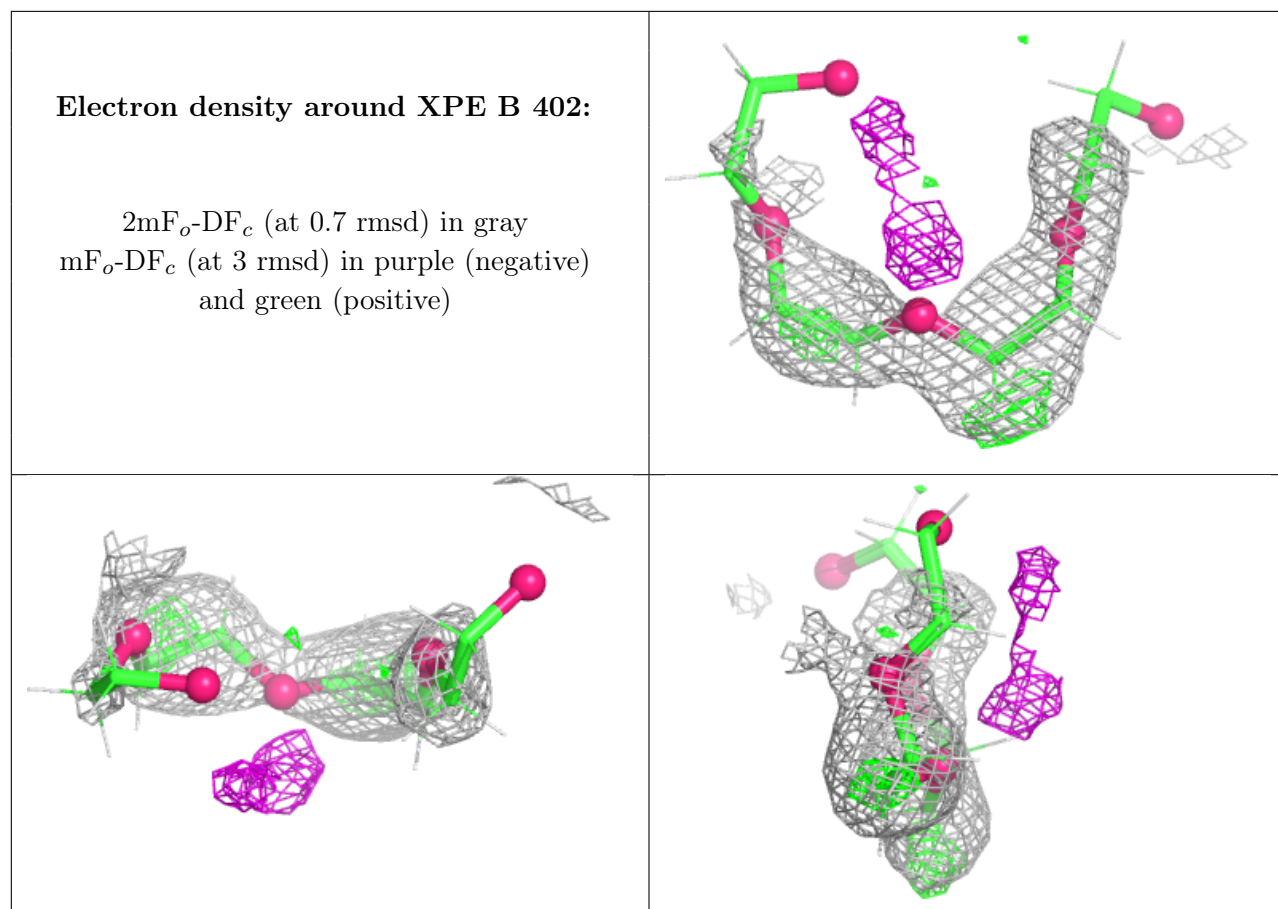 Electron density around XPE B 402:
2mFo-DFc (at 0.7 rmsd) in gray
mFo-DFc (at 3 rmsd) in purple (negative)
and green (positive)